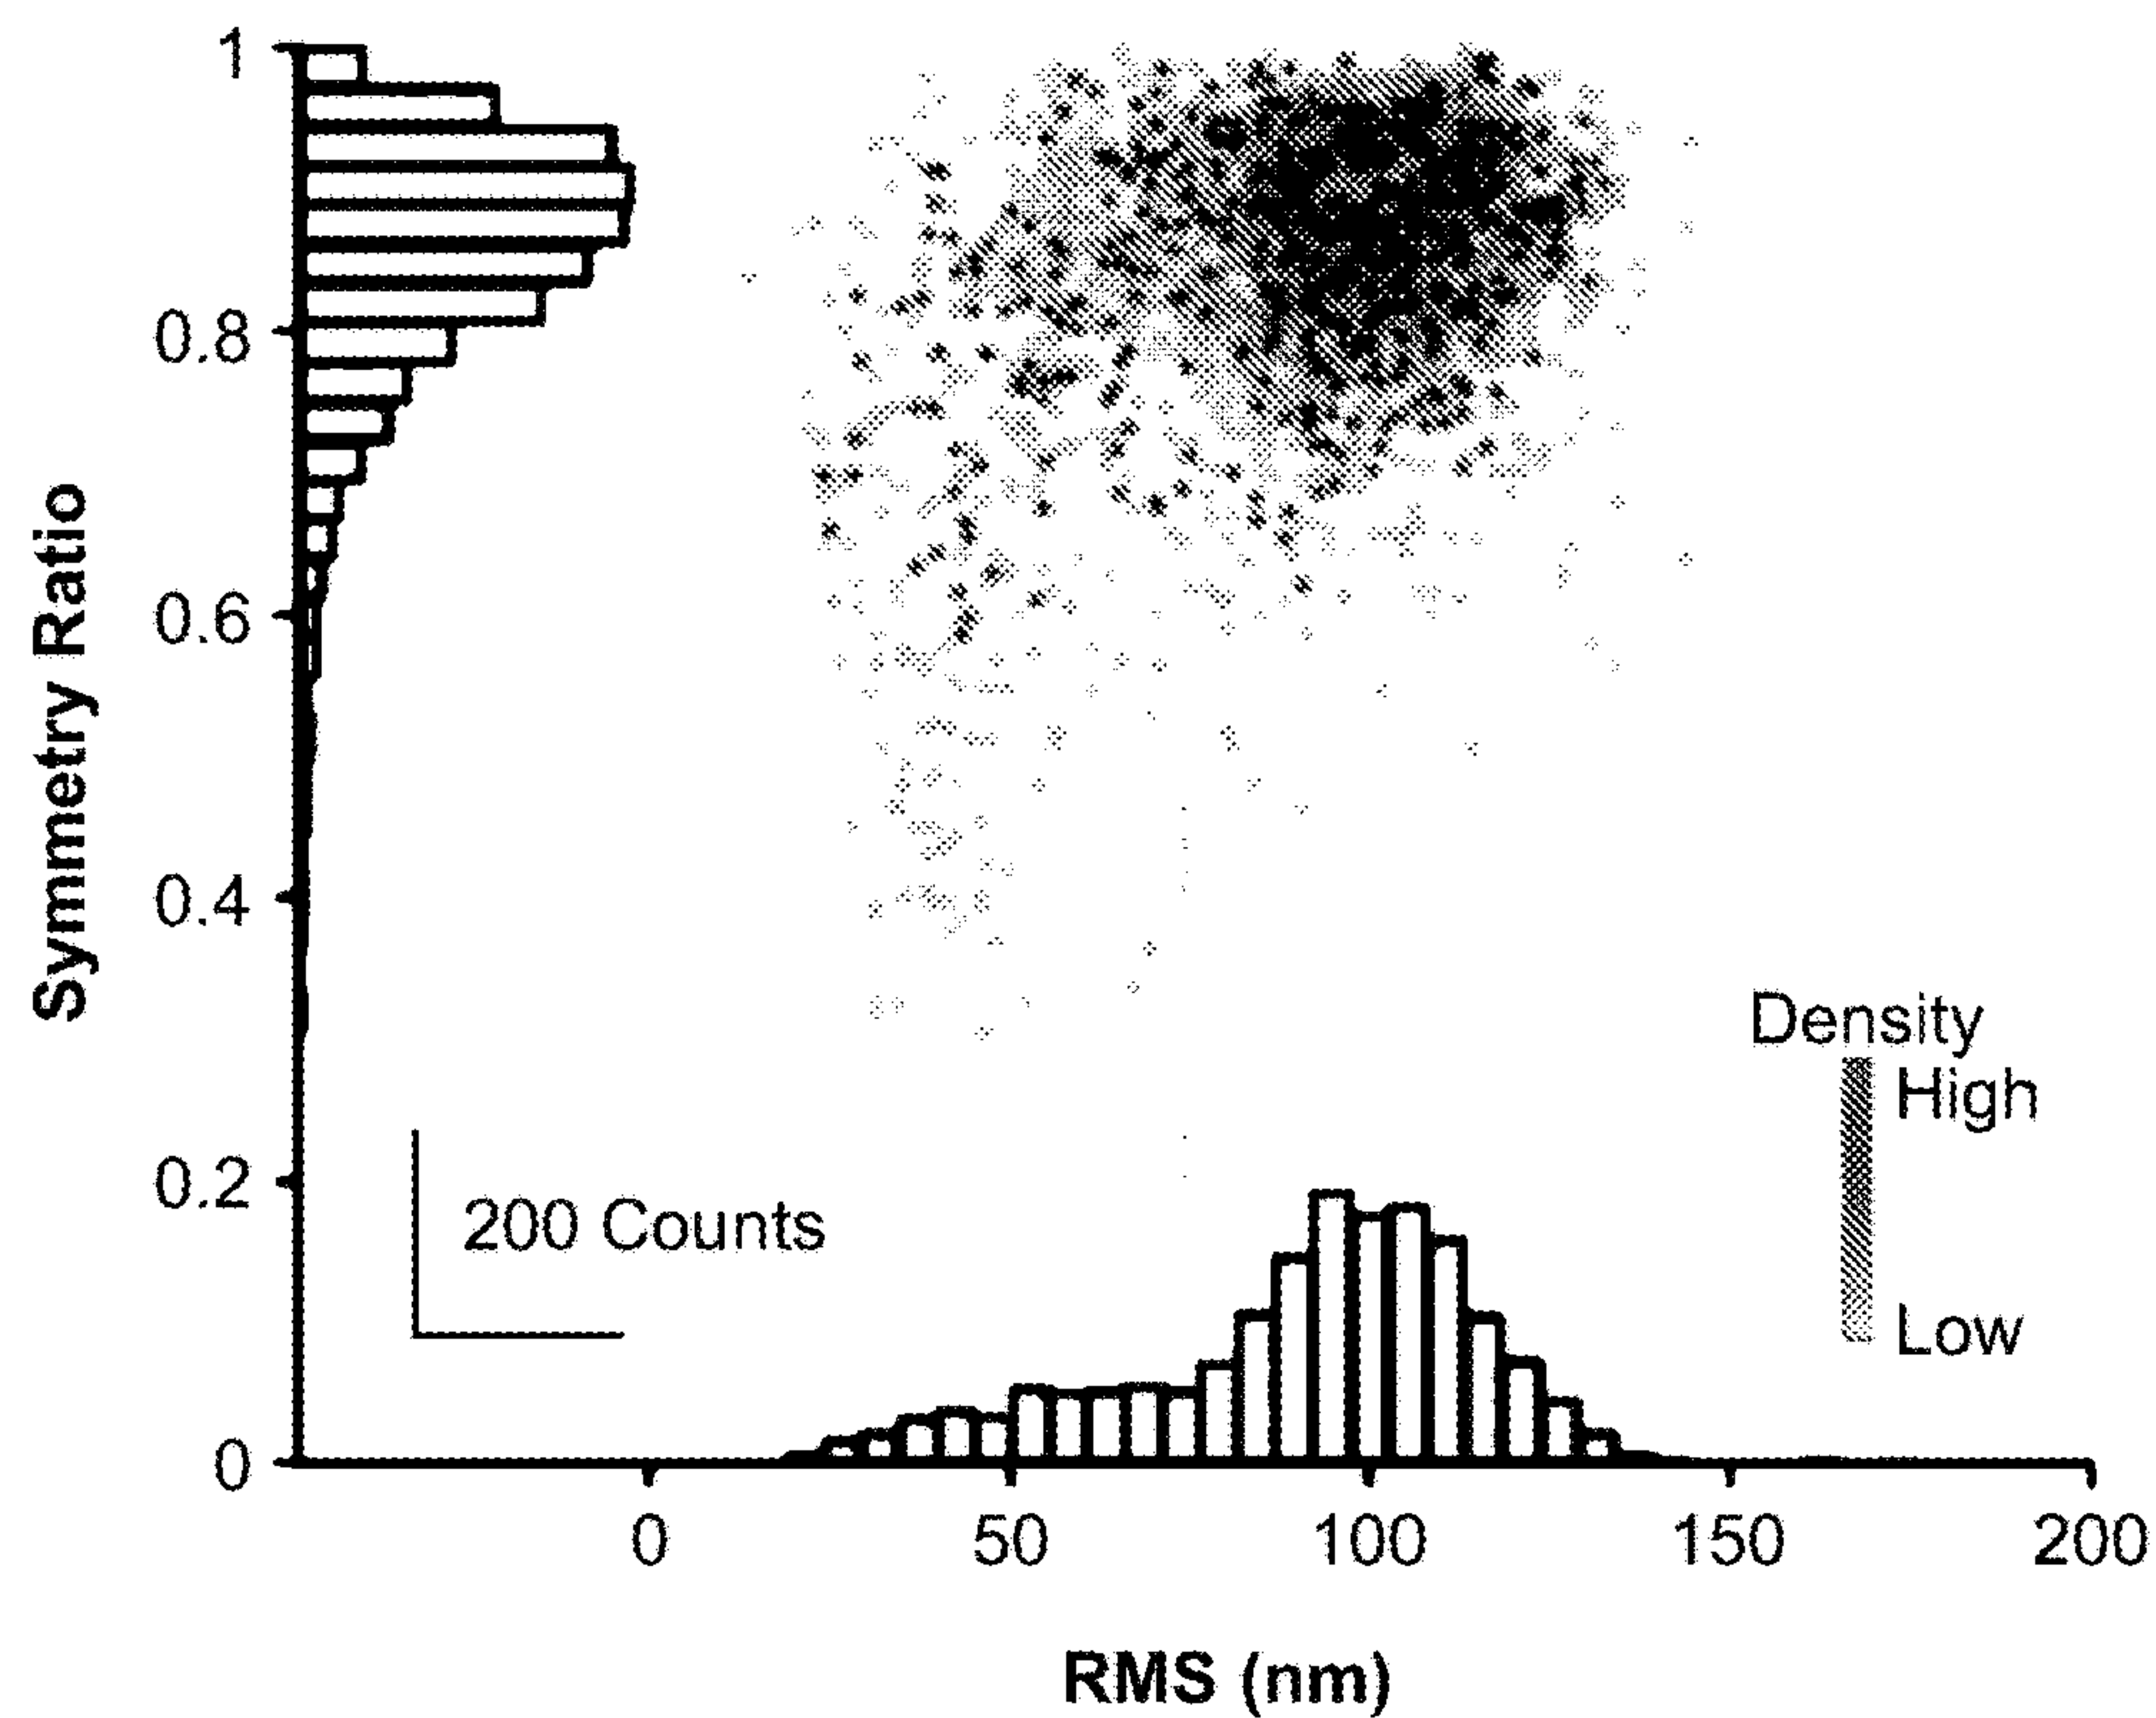 1
0.8
0.6
0.4
0.2
0
Symmetry Ratio
200 Counts
Density
High
Low
0 50 100 150 200
RMS (nm)